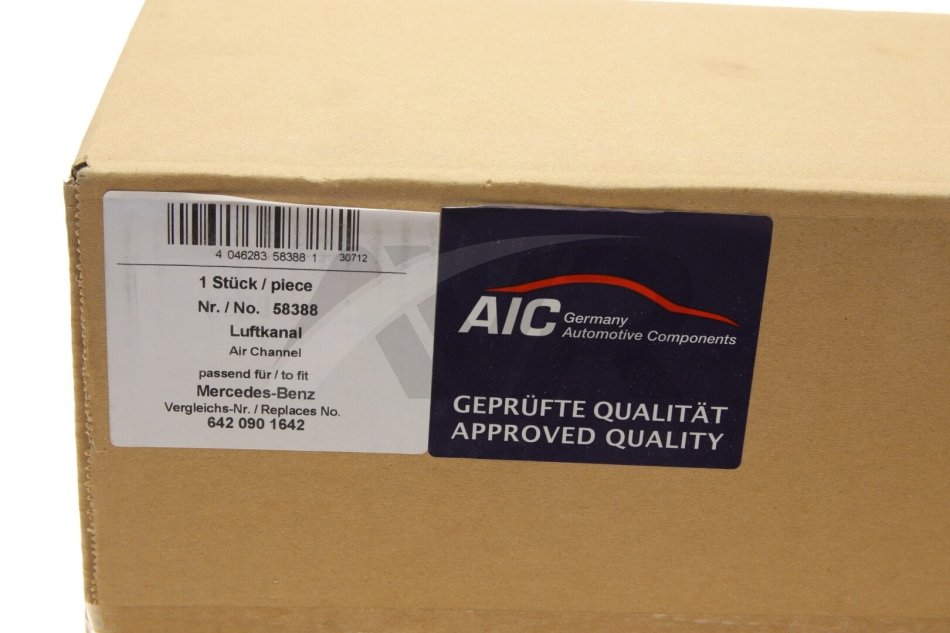 4 046283 58388 1 30712
1 Stück / piece
Nr. / No. 58388
Luftkanal
Air Channel
passend für / to fit
Mercedes-Benz
Vergleichs-Nr. / Replaces No.
642 090 1642
AIC Germany
Automotive Components
GEPRÜFTE QUALITÄT
APPROVED QUALITY